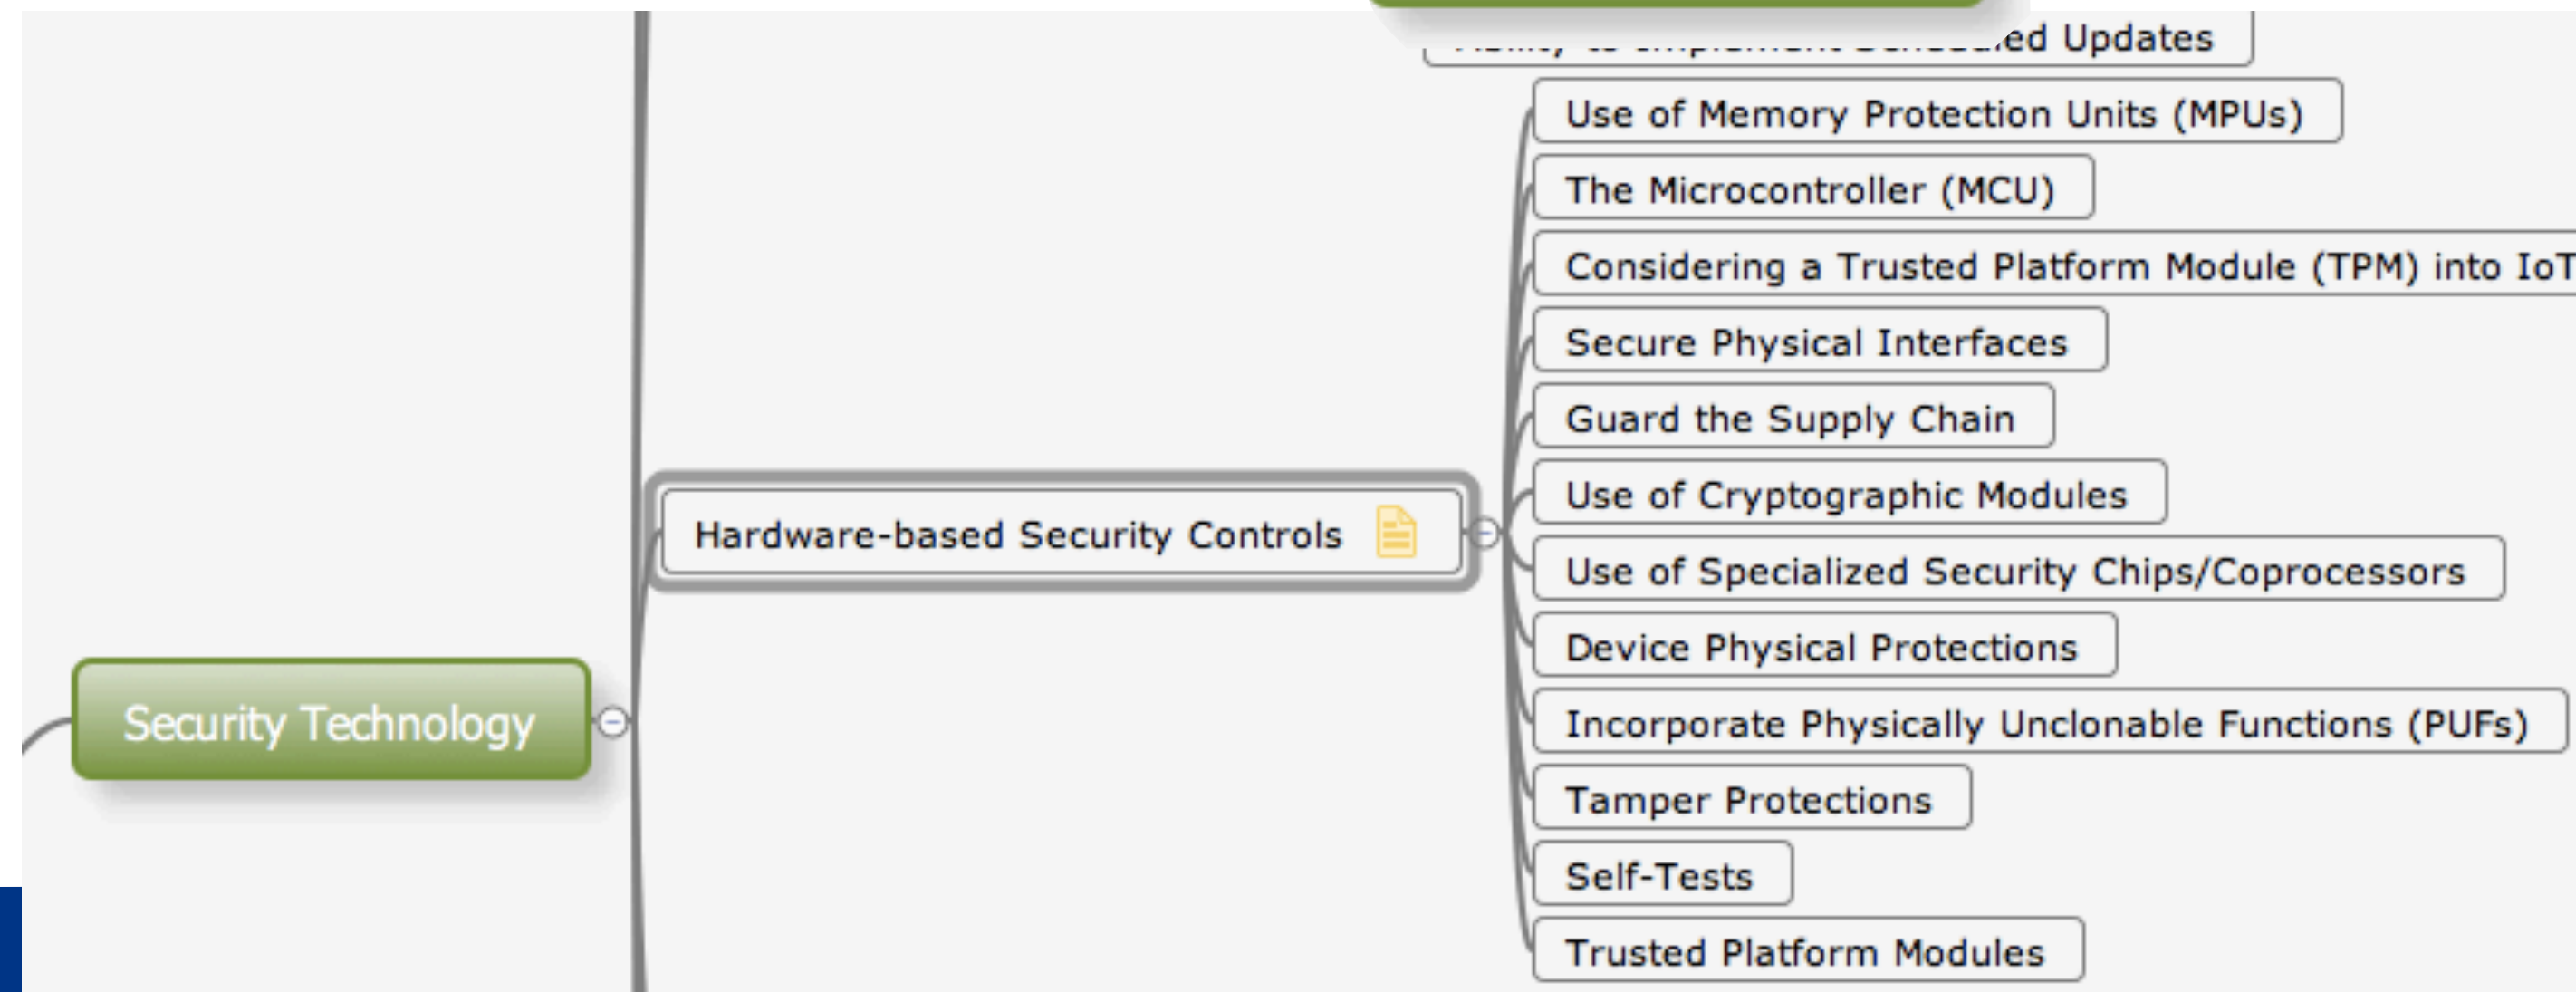 Updates
Use of Memory Protection Units (MPUs)
The Microcontroller (MCU)
Considering a Trusted Platform Module (TPM) into IoT
Secure Physical Interfaces
Guard the Supply Chain
Use of Cryptographic Modules
Hardware-based Security Controls
Use of Specialized Security Chips/Coprocessors
Device Physical Protections
Security Technology
Incorporate Physically Unclonable Functions (PUFs)
Tamper Protections
Self-Tests
Trusted Platform Modules